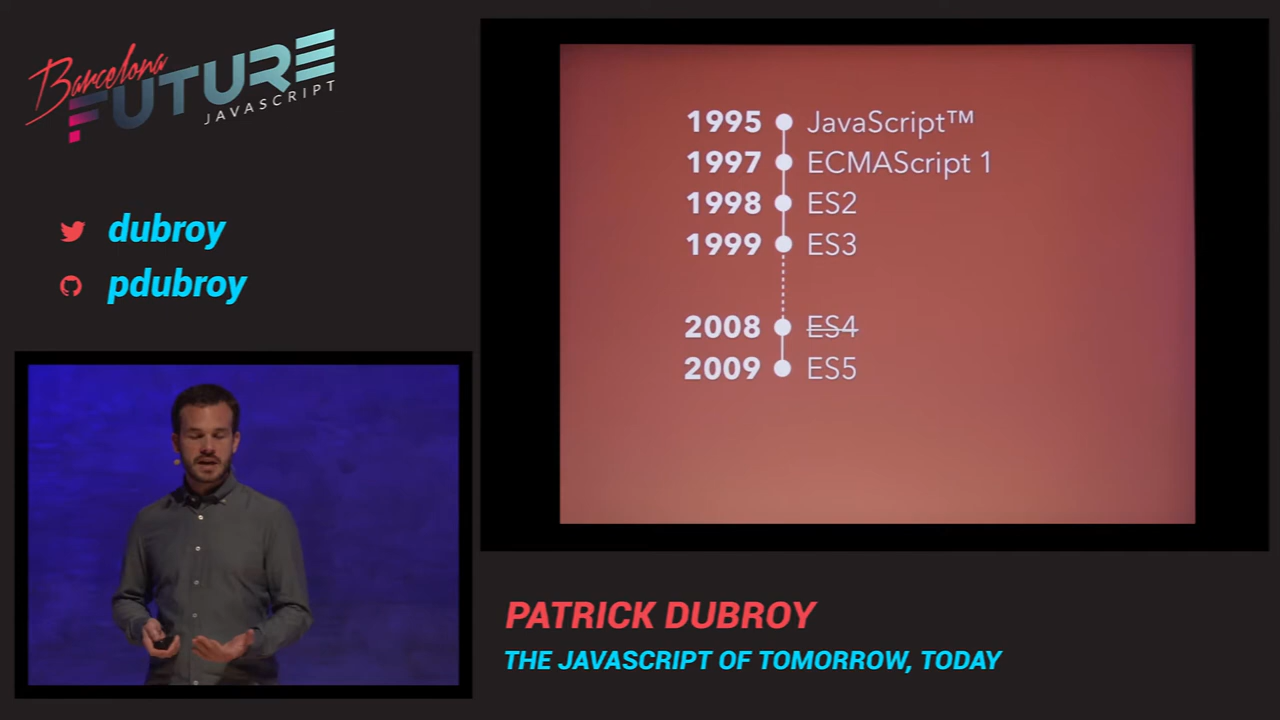 Barcelona
FUTURE
JAVASCRIPT
dubroy
pdubroy
1995 JavaScript™
1997 ECMAScript 1
1998 ES2
1999 ES3
2008 ES4
2009 ES5
PATRICK DUBROY
THE JAVASCRIPT OF TOMORROW, TODAY